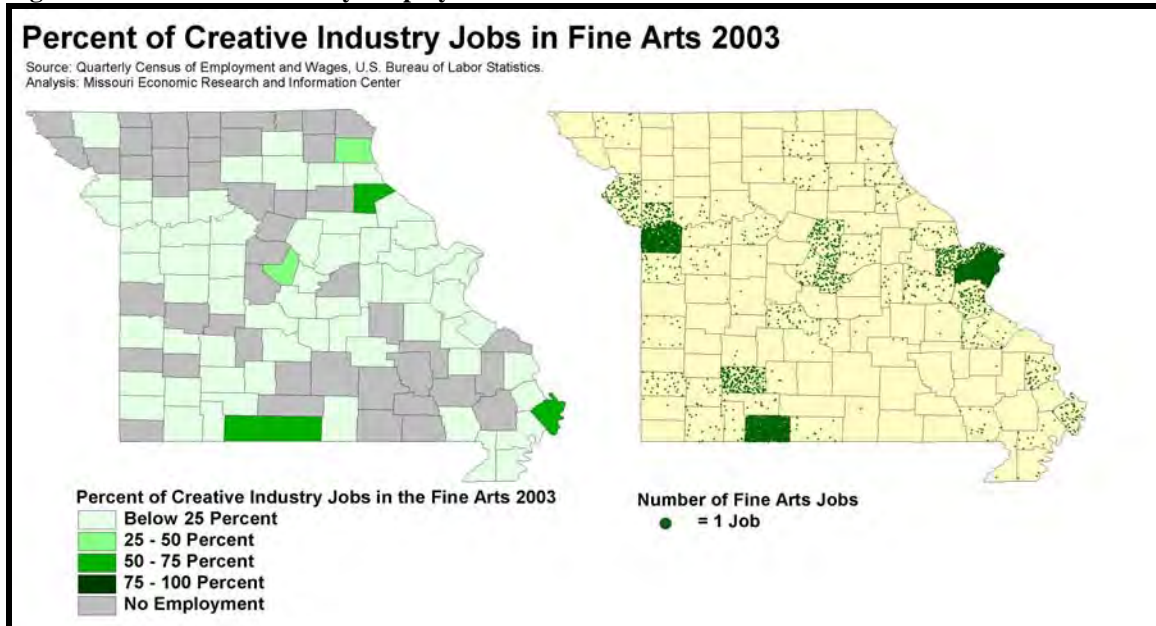 Percent of Creative Industry Jobs in Fine Arts 2003
Source: Quarterly Census of Employment and Wages, U.S. Bureau of Labor Statistics.
Analysis: Missouri Economic Research and Information Center
Percent of Creative Industry Jobs in the Fine Arts 2003
Below 25 Percent
25 - 50 Percent
50 - 75 Percent
75 - 100 Percent
No Employment
Number of Fine Arts Jobs
= 1 Job